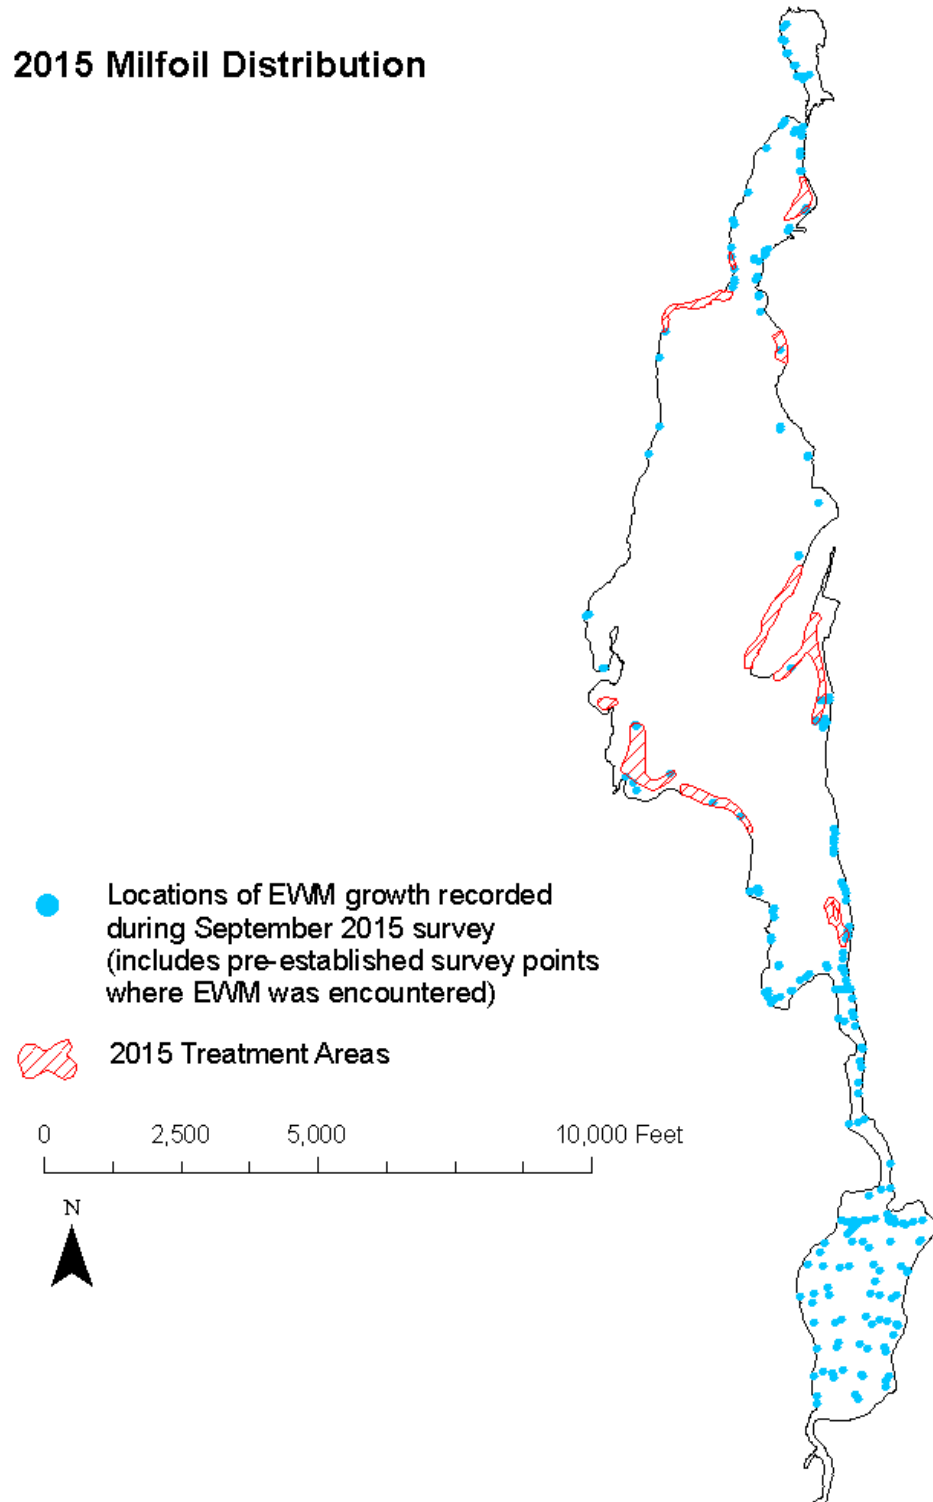 2015 Milfoil Distribution
Locations of EWM growth recorded
during September 2015 survey
(includes pre-established survey points
where EWM was encountered)
2015 Treatment Areas
0 2,500 5,000 10,000 Feet
N